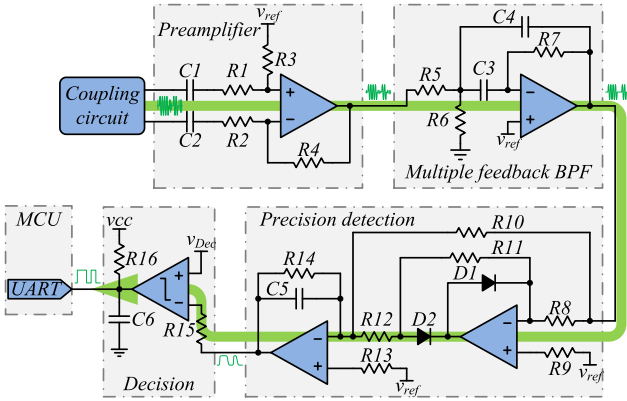 Preamplifier
v_ref
R3
C1
R1
Coupling
circuit
C2
R2
R4
+
−
C4
R7
R5
C3
R6
−
+
v_ref
Multiple feedback BPF
MCU
UART
vcc
R16
v_Dec
+
−
C6
R15
Decision
Precision detection
R10
R14
R11
C5
D1
R12
D2
R8
−
+
−
+
R13
R9
v_ref
v_ref